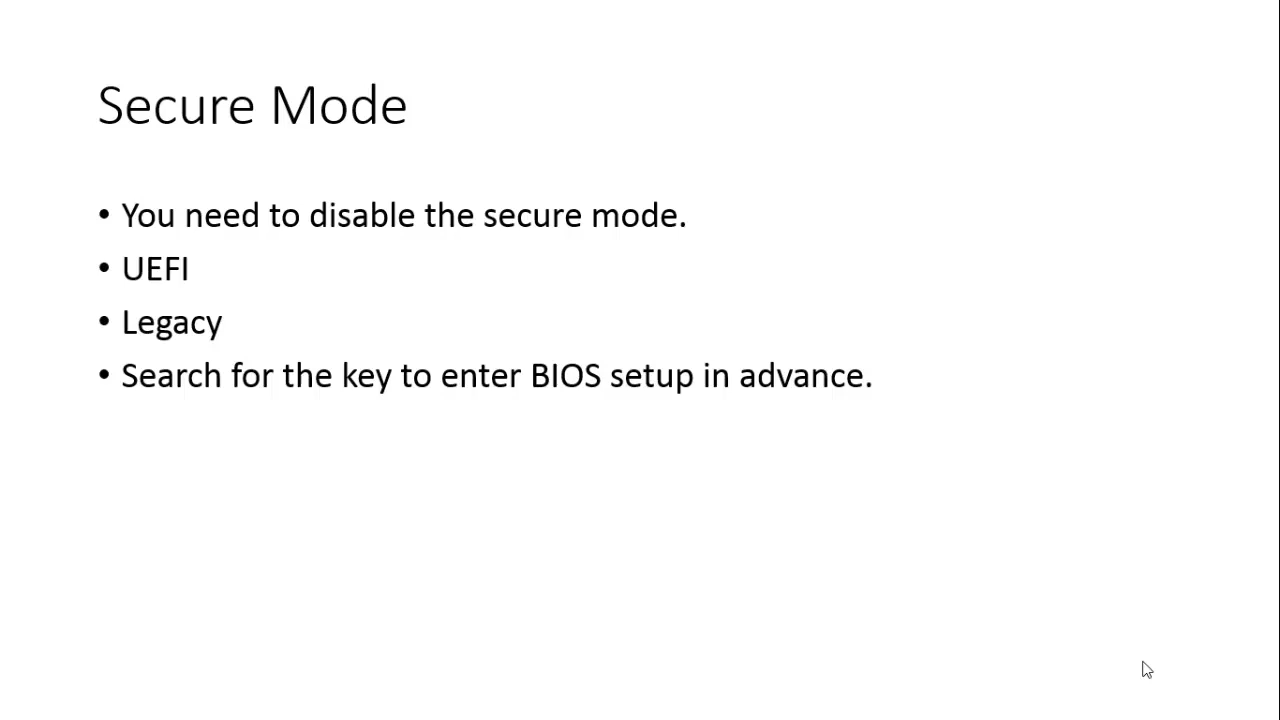 Secure Mode
• You need to disable the secure mode.
• UEFI
• Legacy
• Search for the key to enter BIOS setup in advance.